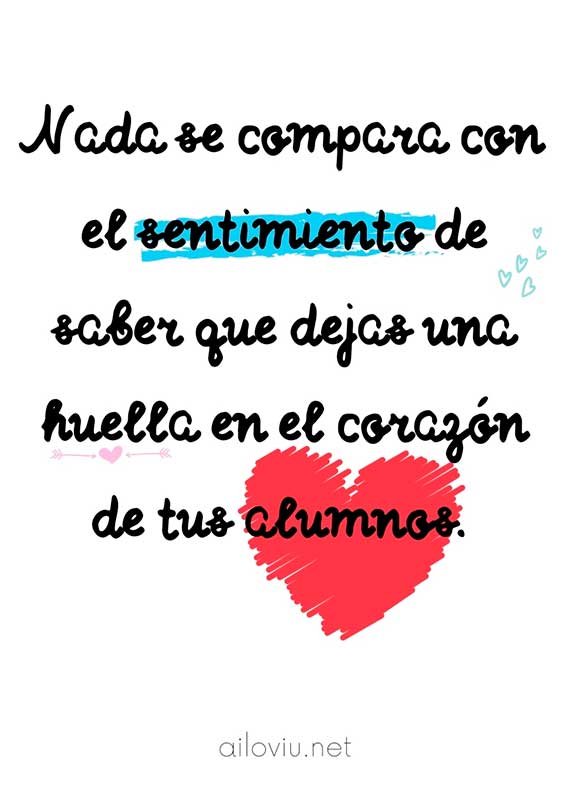 Nada se compara con
el sentimiento de
saber que dejas una
huella en el corazón
de tus alumnos.
ailoviu.net